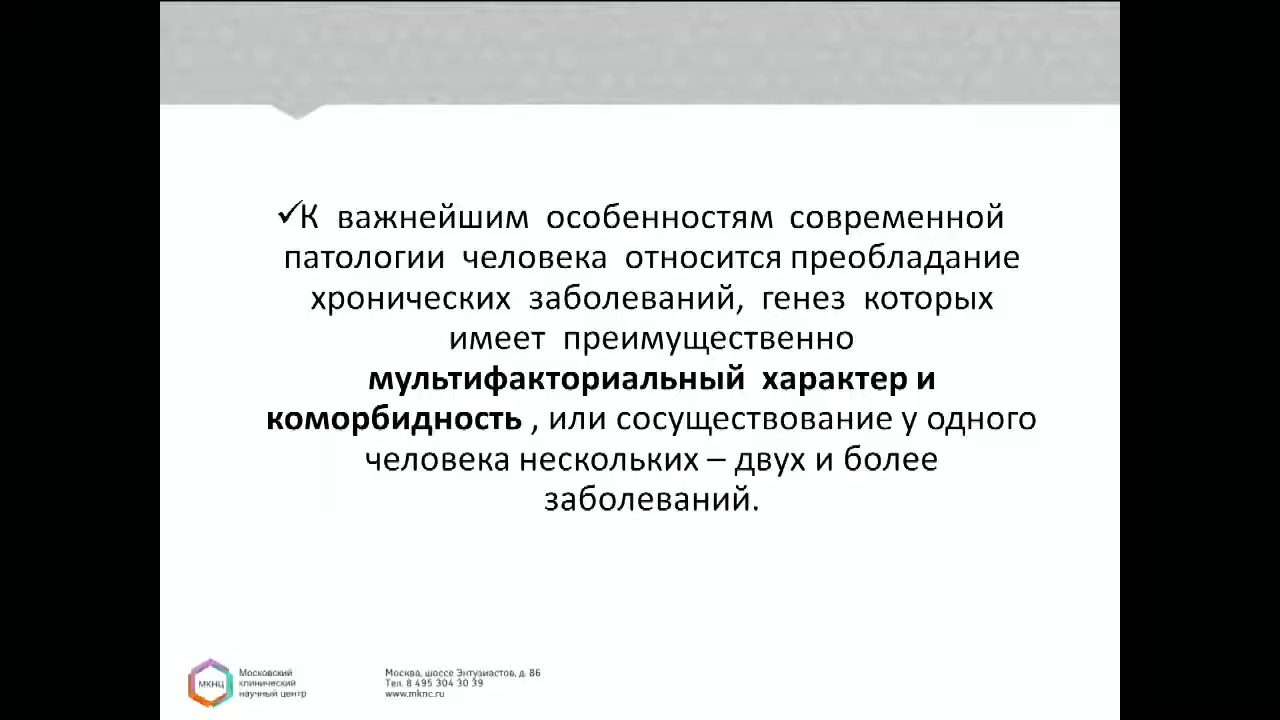 ✓К важнейшим особенностям современной
патологии человека относится преобладание
хронических заболеваний, генез которых
имеет преимущественно
мультифакториальный характер и
коморбидность , или сосуществование у одного
человека нескольких – двух и более
заболеваний.
МКНЦ
Московский
клинический
научный центр
Москва, шоссе Энтузиастов, д. 86
Тел. 8 495 304 30 39
www.mknc.ru